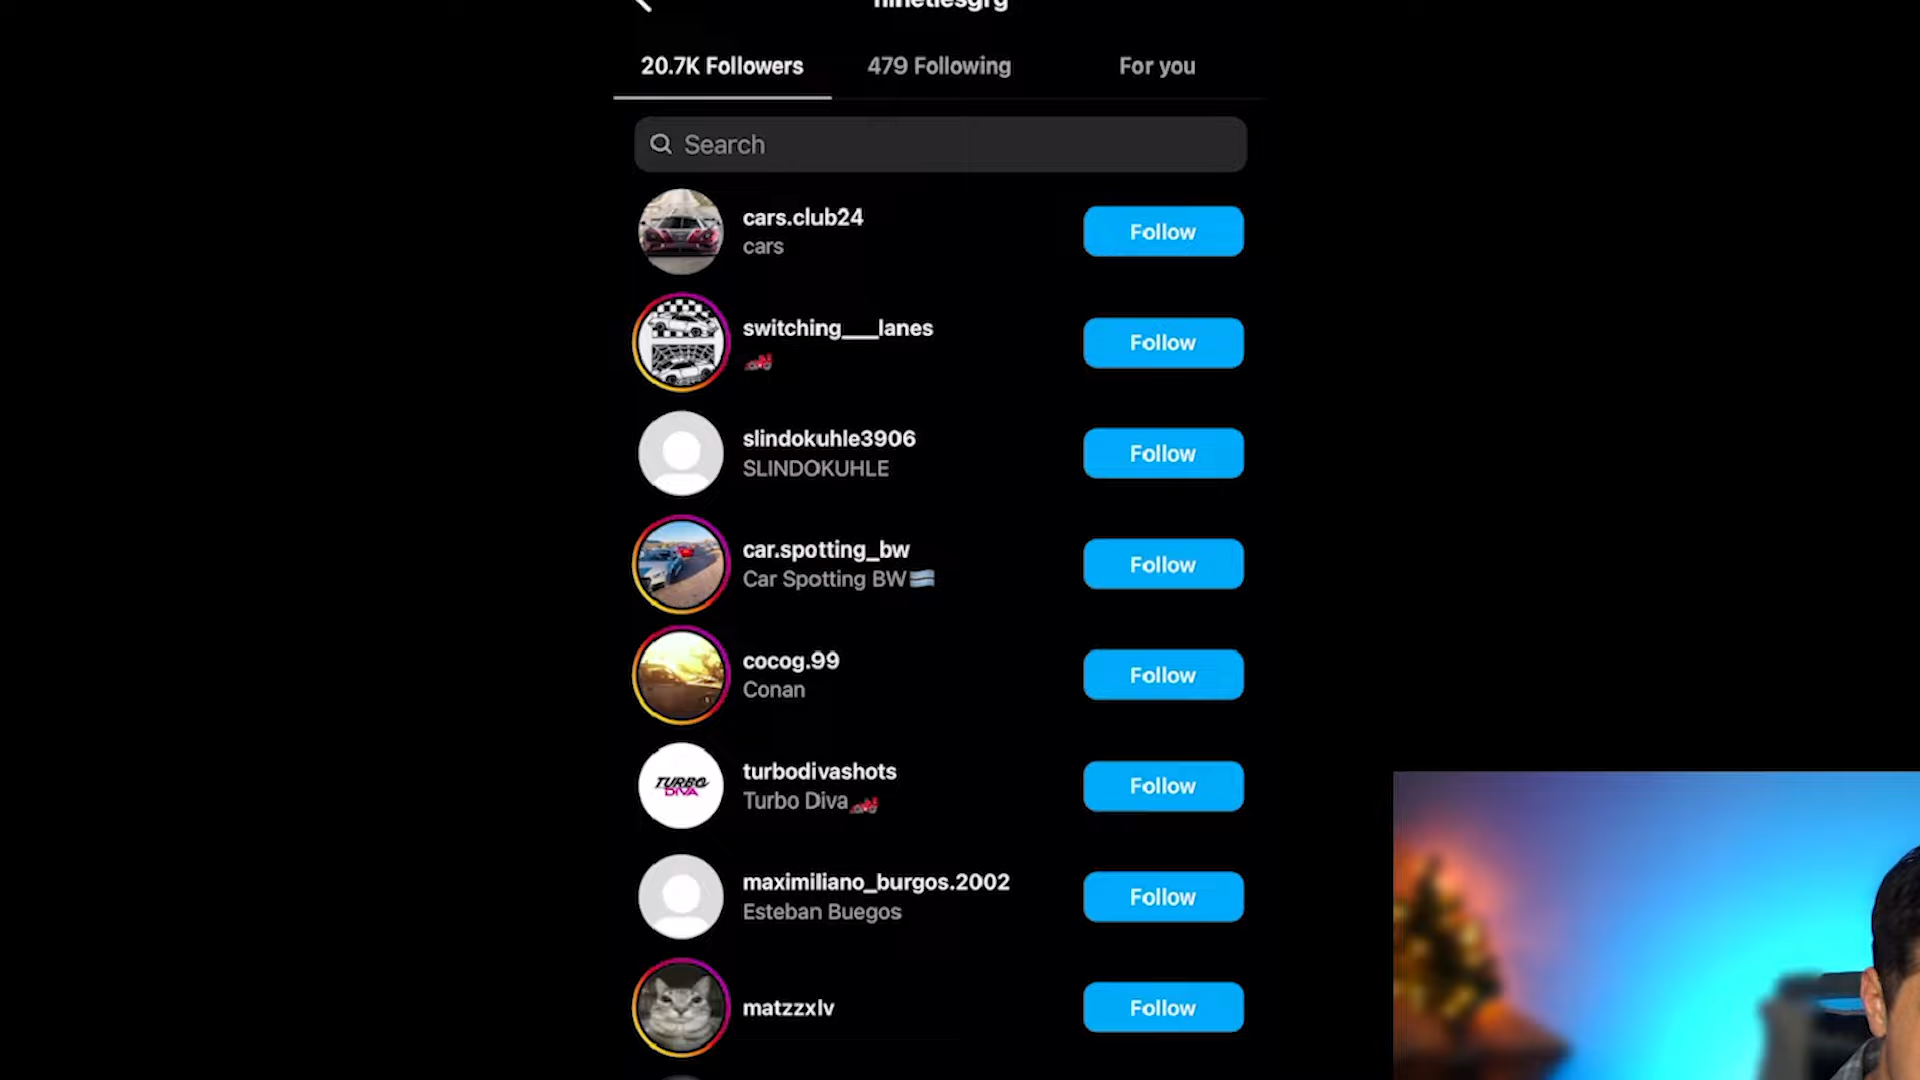 20.7K Followers 479 Following For you
Search
cars.club24
cars
Follow
switching___lanes
Follow
slindokuhle3906
SLINDOKUHLE
Follow
car.spotting_bw
Car Spotting BW
Follow
cocog.99
Conan
Follow
TURBO
DIVA
turbodivashots
Turbo Diva
Follow
maximiliano_burgos.2002
Esteban Buegos
Follow
matzzxlv
Follow